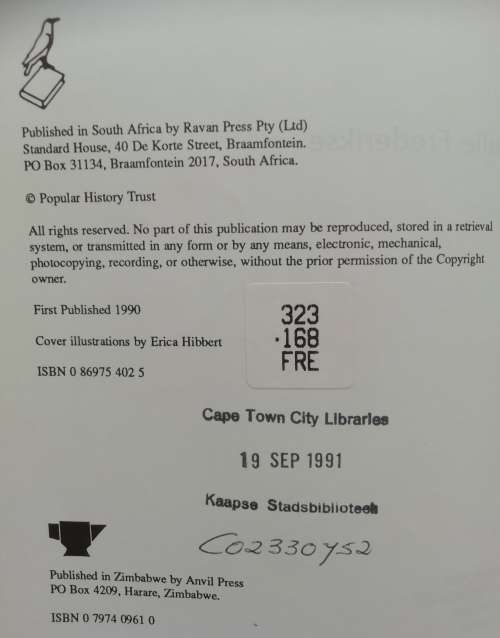 Published in South Africa by Ravan Press Pty (Ltd)
Standard House, 40 De Korte Street, Braamfontein.
PO Box 31134, Braamfontein 2017, South Africa.
© Popular History Trust
All rights reserved. No part of this publication may be reproduced, stored in a retrieval
system, or transmitted in any form or by any means, electronic, mechanical,
photocopying, recording, or otherwise, without the prior permission of the Copyright
owner.
First Published 1990
Cover illustrations by Erica Hibbert
ISBN 0 86975 402 5
323
.168
FRE
Cape Town City Libraries
19 SEP 1991
Kaapse Stadsbiblioteek
CO2330452
Published in Zimbabwe by Anvil Press
PO Box 4209, Harare, Zimbabwe.
ISBN 0 7974 0961 0